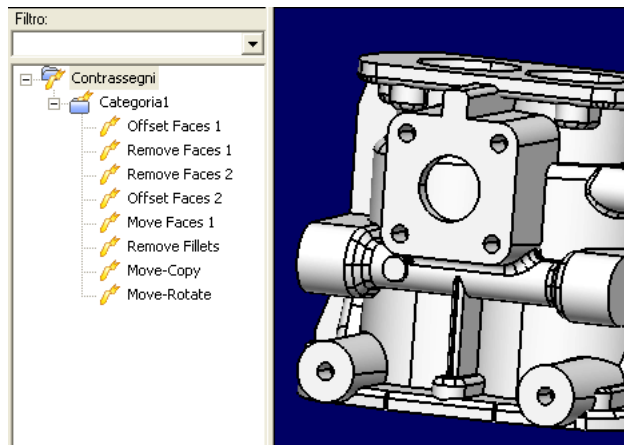 Filtro:
Contrassegni
Categoria1
Offset Faces 1
Remove Faces 1
Remove Faces 2
Offset Faces 2
Move Faces 1
Remove Fillets
Move-Copy
Move-Rotate